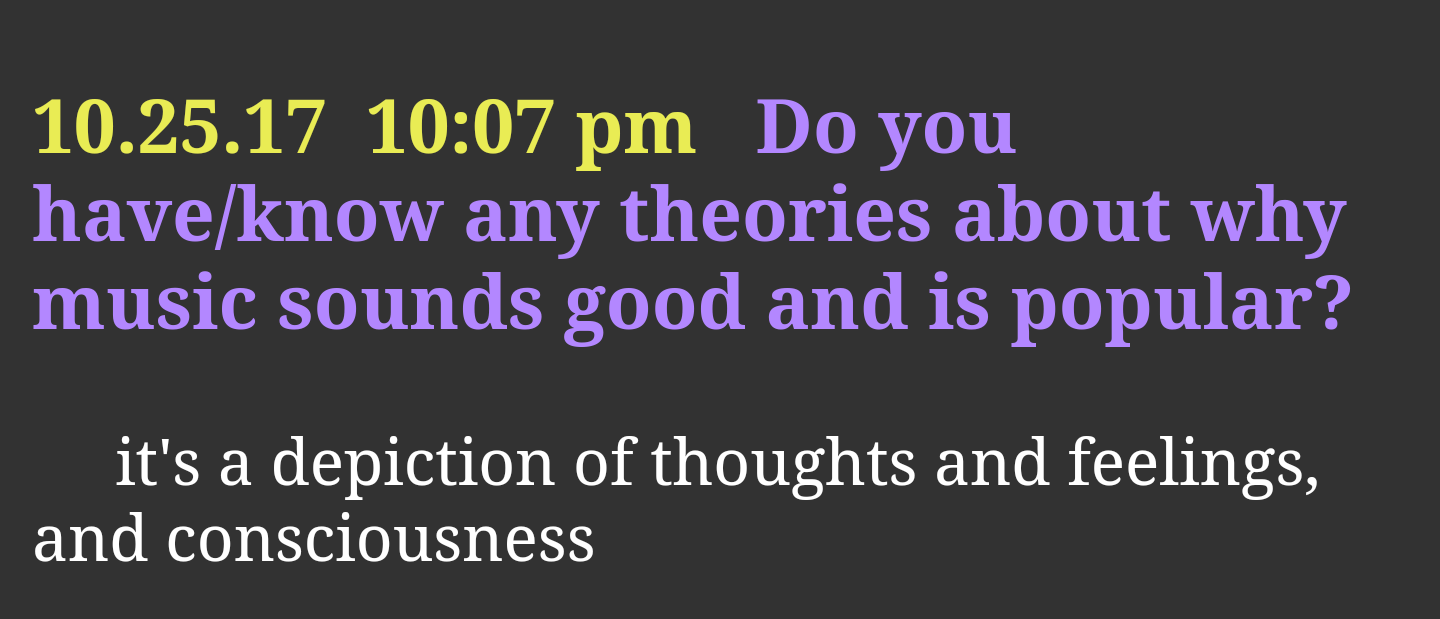 10.25.17  10:07 pm   Do you
have/know any theories about why
music sounds good and is popular?
it's a depiction of thoughts and feelings,
and consciousness